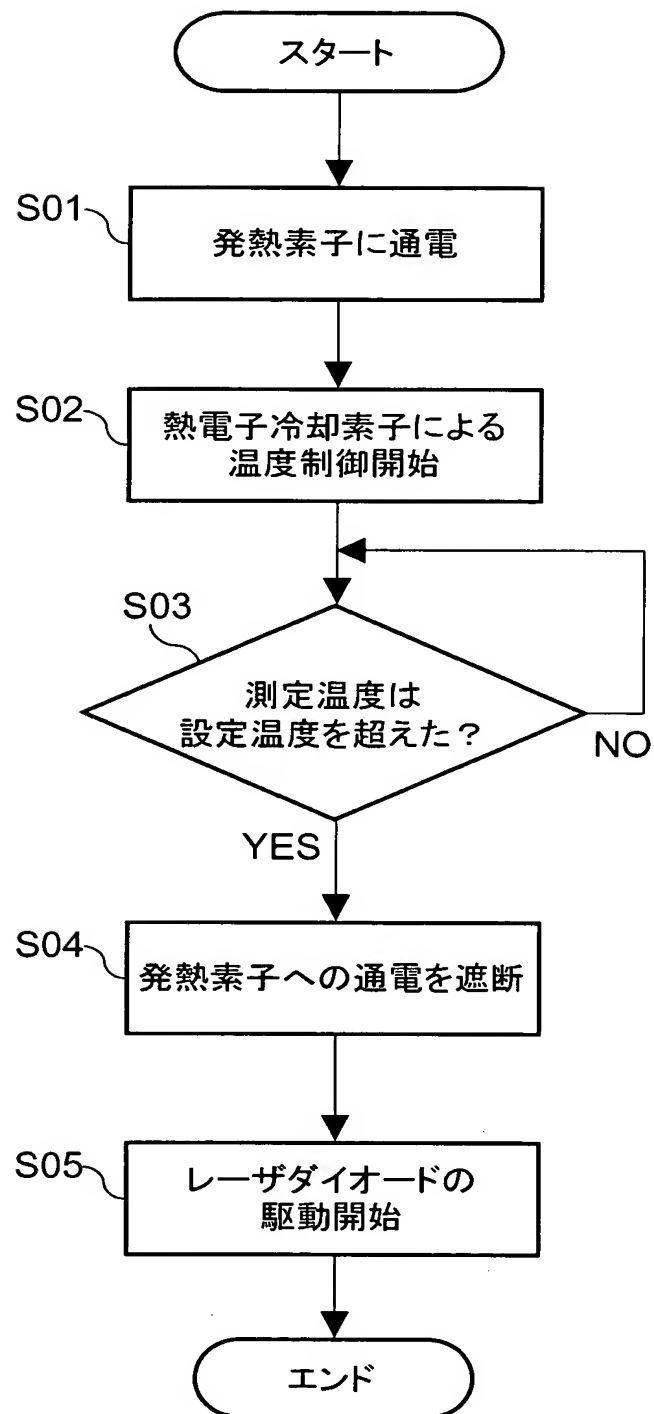 スタート
S01
発熱素子に通電
S02
熱電子冷却素子による
温度制御開始
S03
測定温度は
設定温度を超えた？
NO
YES
S04
発熱素子への通電を遮断
S05
レーザダイオードの
駆動開始
エンド